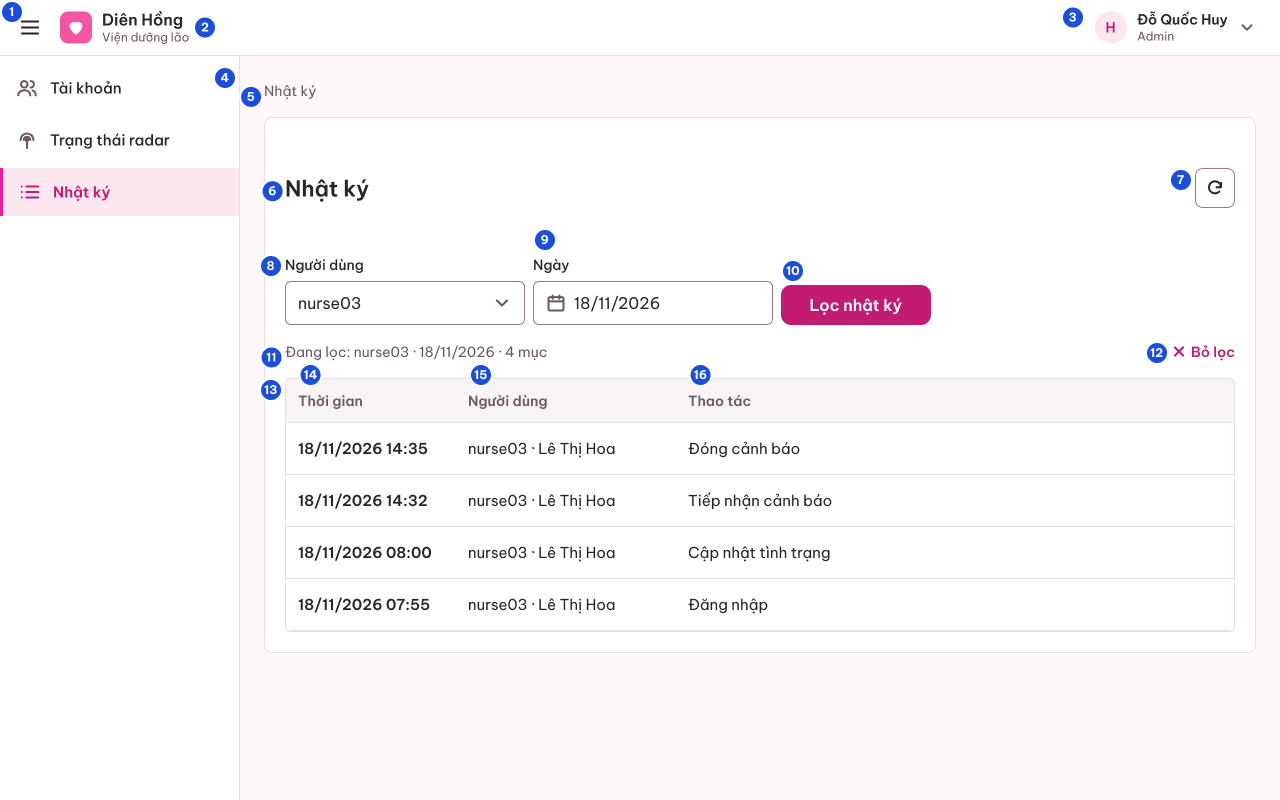 1
Diên Hồng
Viện dưỡng lão
2
3
H
Đỗ Quốc Huy
Admin
4
Tài khoản
Trạng thái radar
Nhật ký
5 Nhật ký
6 Nhật ký
7
8 Người dùng
9
Ngày
10
nurse03
18/11/2026
Lọc nhật ký
11 Đang lọc: nurse03 · 18/11/2026 · 4 mục
12 Bỏ lọc
13
14 15 16
Thời gian Người dùng Thao tác
18/11/2026 14:35 nurse03 · Lê Thị Hoa Đóng cảnh báo
18/11/2026 14:32 nurse03 · Lê Thị Hoa Tiếp nhận cảnh báo
18/11/2026 08:00 nurse03 · Lê Thị Hoa Cập nhật tình trạng
18/11/2026 07:55 nurse03 · Lê Thị Hoa Đăng nhập